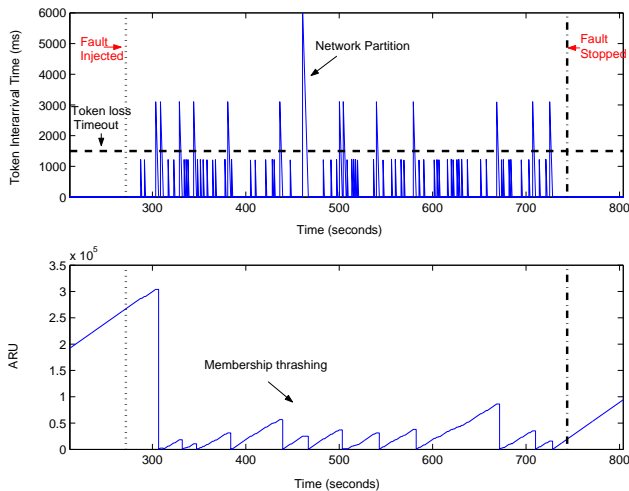 6000
5000
4000
3000
2000
1000
0
Token Interarrival Time (ms)
Fault
Injected
Network Partition
Fault
Stopped
Token loss
Timeout
300 400 500 600 700 800
Time (seconds)
x 10^5
3.5
3
2.5
2
1.5
1
0.5
0
ARU
Membership thrashing
300 400 500 600 700 800
Time (seconds)